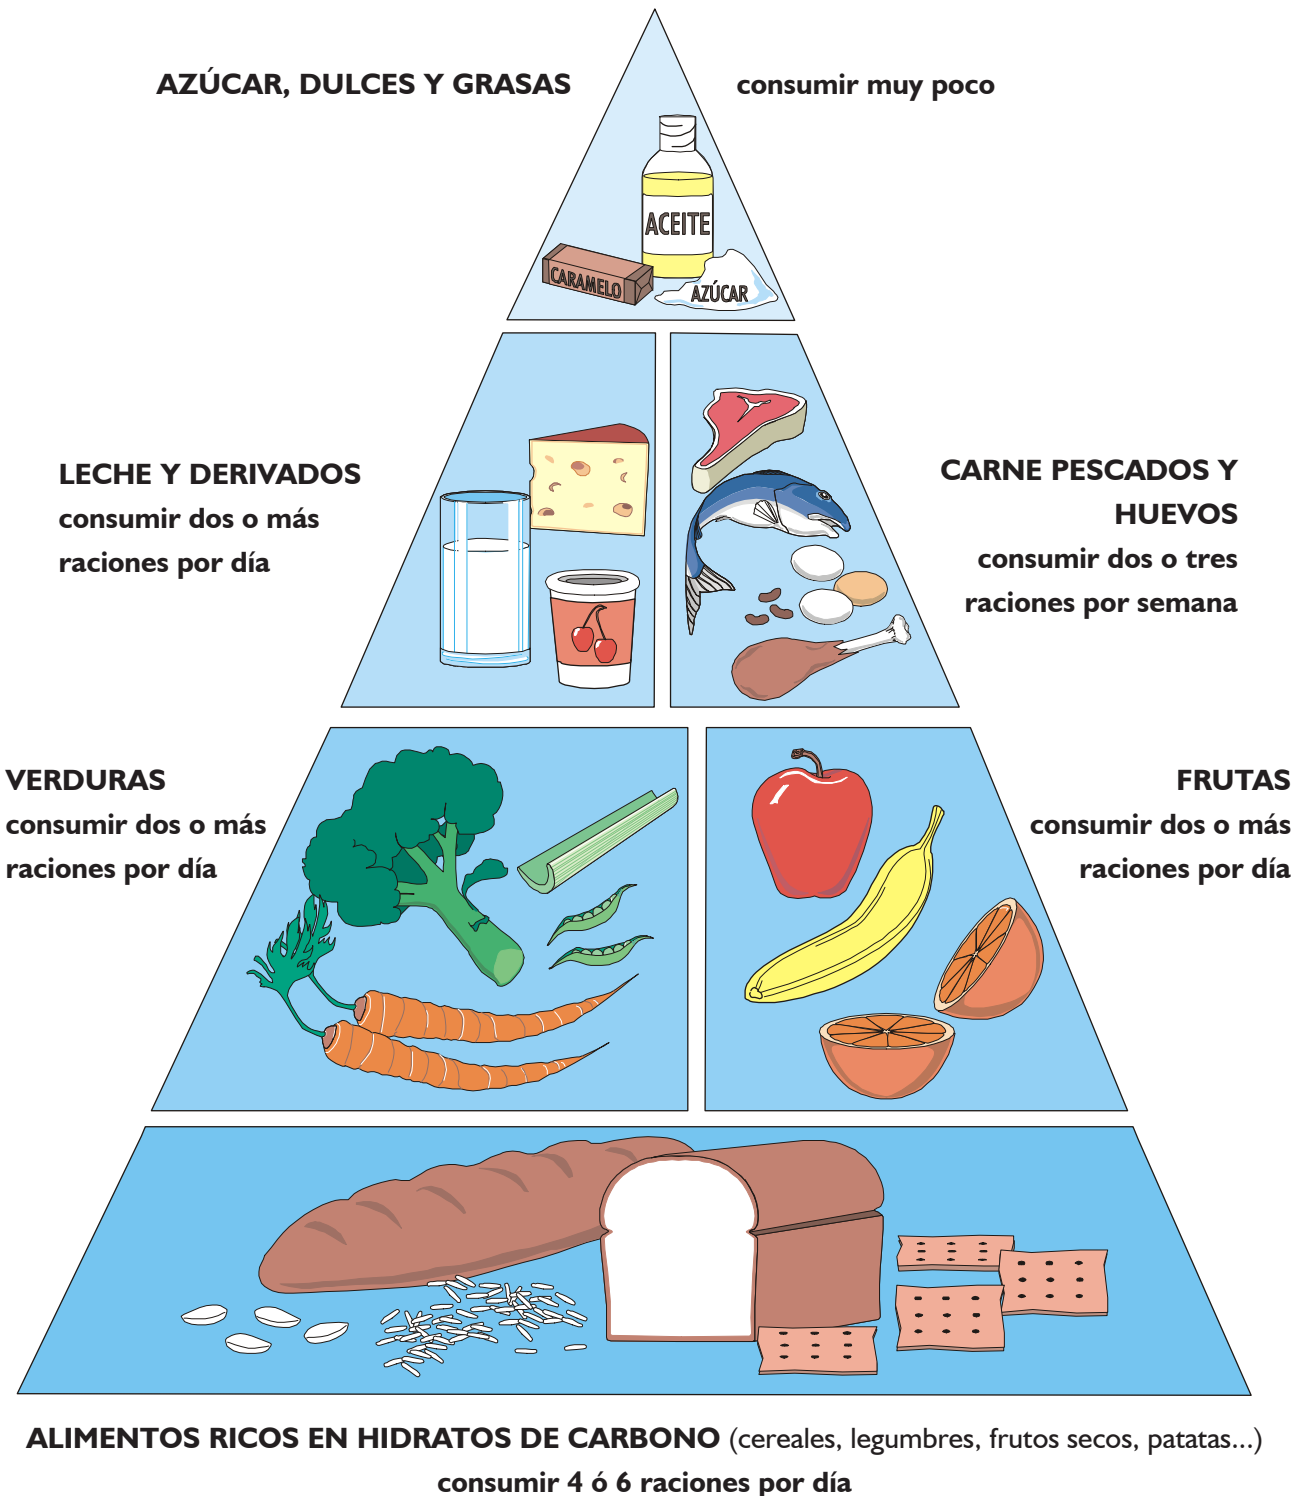 AZÚCAR, DULCES Y GRASAS
consumir muy poco
ACEITE
CARAMELO
AZÚCAR
LECHE Y DERIVADOS
consumir dos o más
raciones por día
CARNE PESCADOS Y
HUEVOS
consumir dos o tres
raciones por semana
VERDURAS
consumir dos o más
raciones por día
FRUTAS
consumir dos o más
raciones por día
ALIMENTOS RICOS EN HIDRATOS DE CARBONO (cereales, legumbres, frutos secos, patatas...)
consumir 4 ó 6 raciones por día